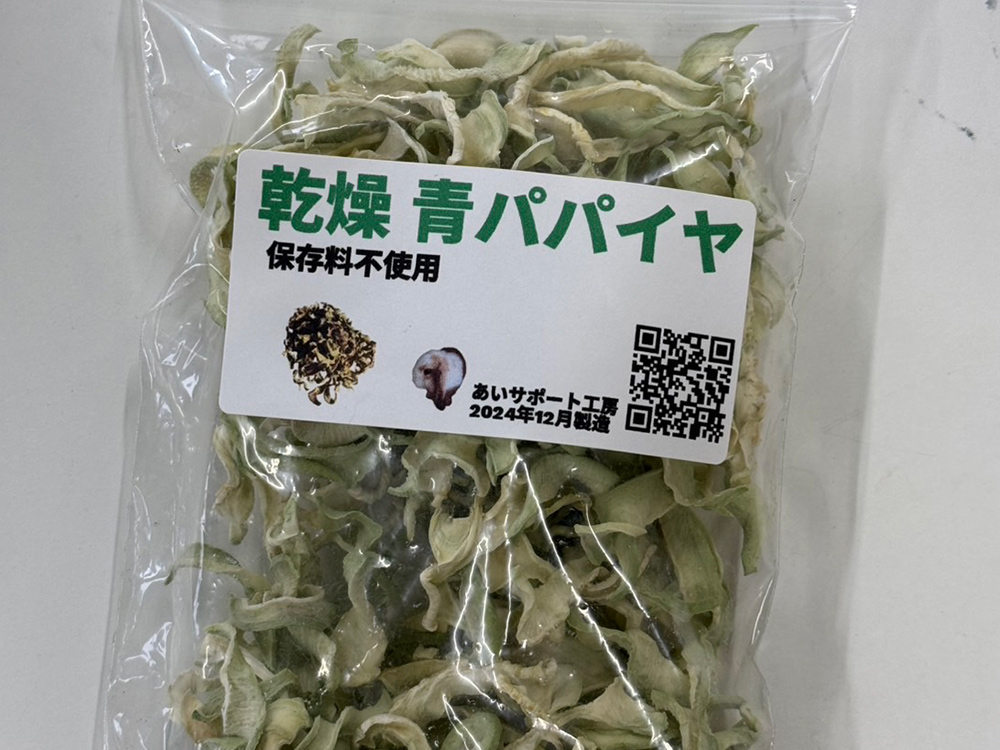 乾燥 青パパイヤ
保存料不使用
あいサポート工房
2024年12月製造